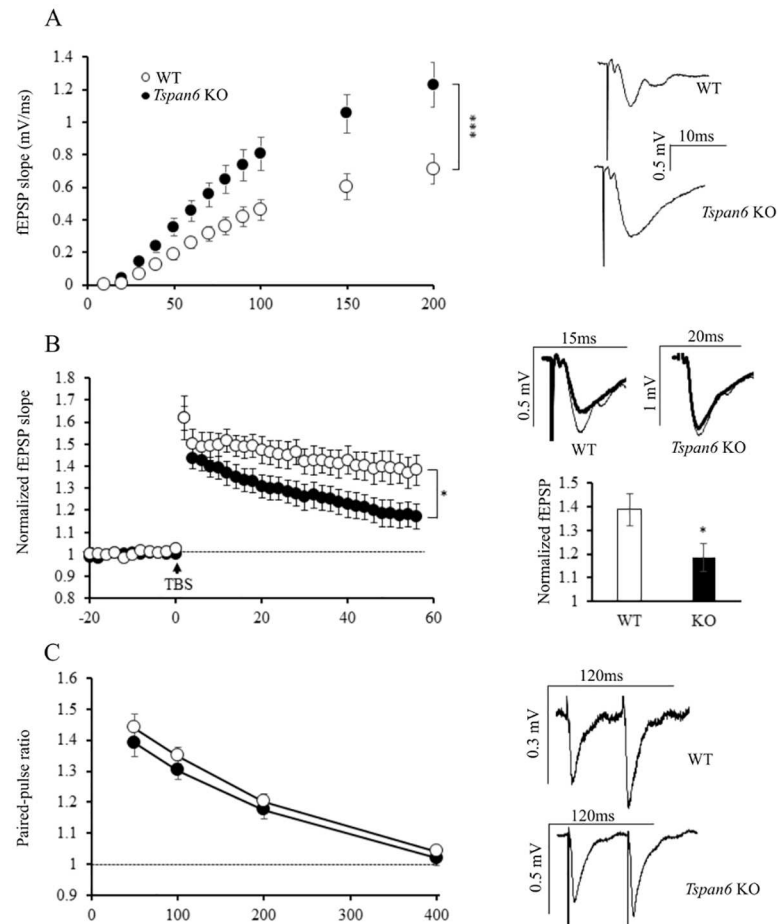 A
fEPSP slope (mV/ms)
1.4
1.2
1
0.8
0.6
0.4
0.2
0
WT
Tspan6 KO
***
0
50
100
150
200
WT
10ms
0.5 mV
Tspan6 KO
B
Normalized fEPSP slope
1.8
1.7
1.6
1.5
1.4
1.3
1.2
1.1
1
0.9
0.8
TBS
*
-20
0
20
40
60
15ms
20ms
0.5 mV
1 mV
WT
Tspan6 KO
Normalized fEPSP
1.5
1.4
1.3
1.2
1.1
1
*
WT
KO
C
Paired-pulse ratio
1.6
1.5
1.4
1.3
1.2
1.1
1
0.9
0
100
200
300
400
120ms
0.3 mV
WT
120ms
0.5 mV
Tspan6 KO